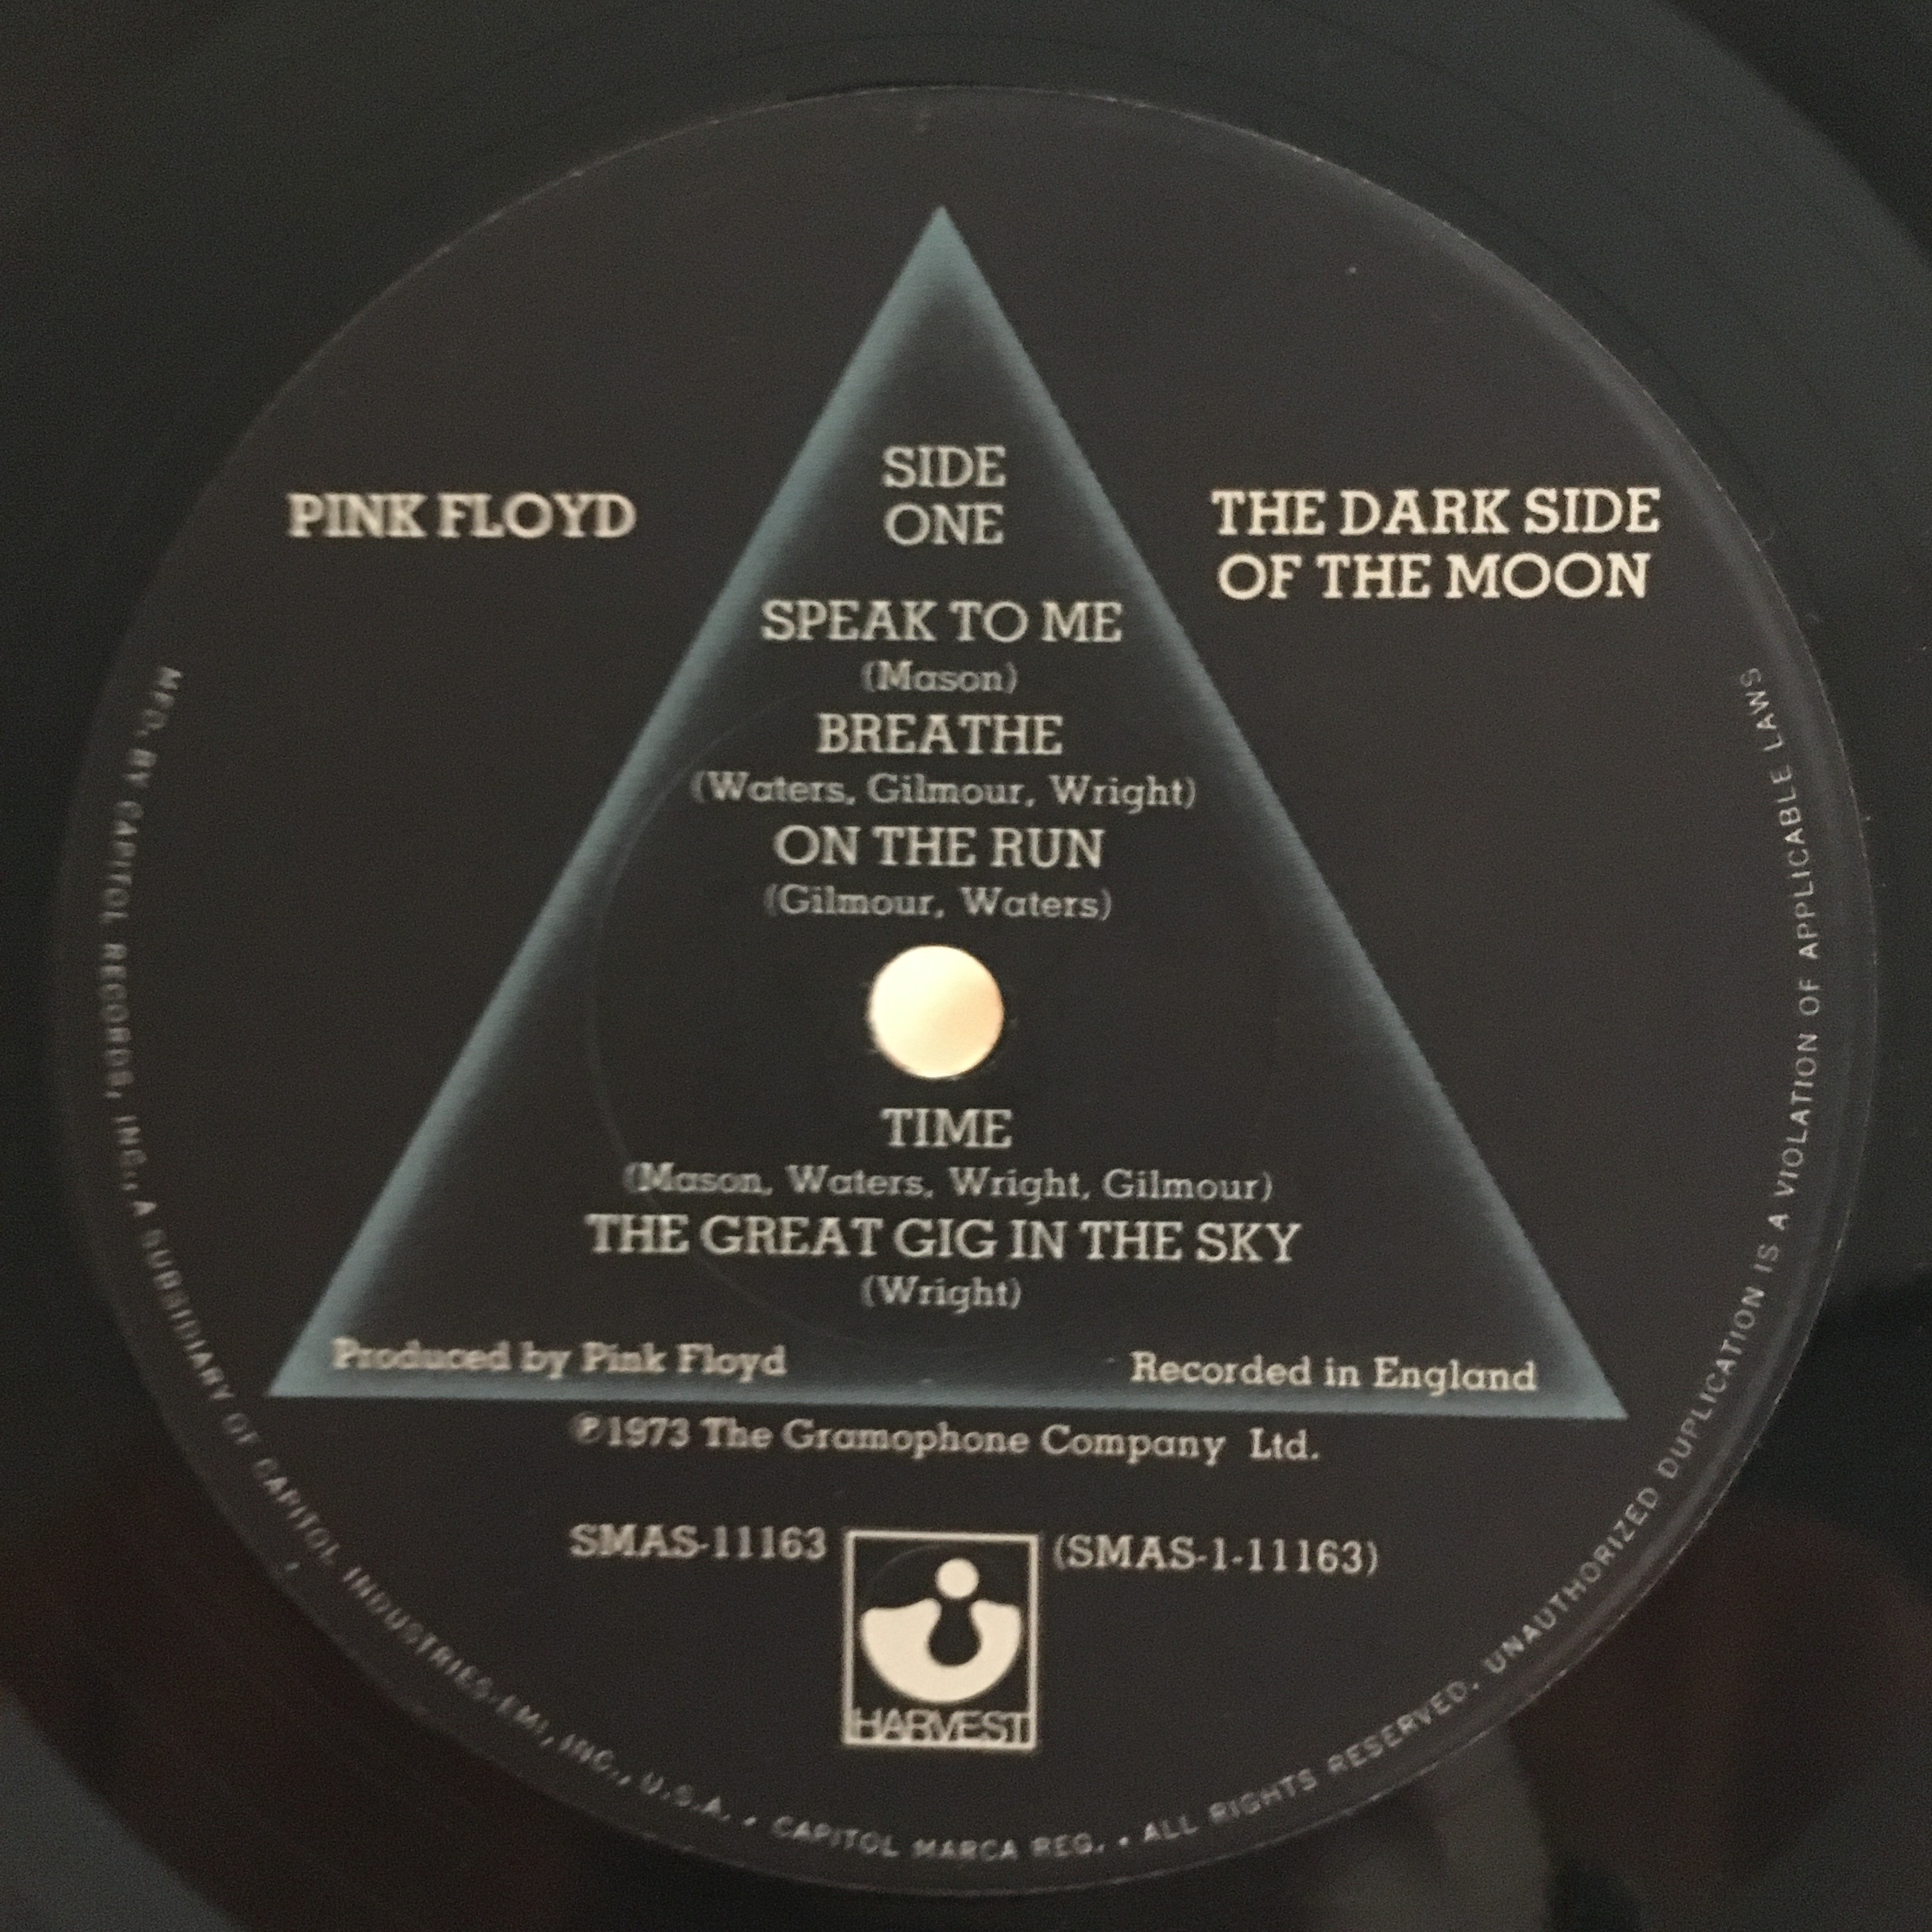 SIDE
ONE
PINK FLOYD
THE DARK SIDE
OF THE MOON
SPEAK TO ME
(Mason)
BREATHE
(Waters, Gilmour, Wright)
ON THE RUN
(Gilmour, Waters)
TIME
(Mason, Waters, Wright, Gilmour)
THE GREAT GIG IN THE SKY
(Wright)
Produced by Pink Floyd
Recorded in England
℗1973 The Gramophone Company Ltd.
SMAS-11163
(SMAS-1-11163)
HARVEST
MFD. BY CAPITOL RECORDS, INC., A SUBSIDIARY OF CAPITOL INDUSTRIES-EMI, INC., U.S.A. • CAPITOL MARCA REG. • ALL RIGHTS RESERVED. UNAUTHORIZED DUPLICATION IS A VIOLATION OF APPLICABLE LAWS